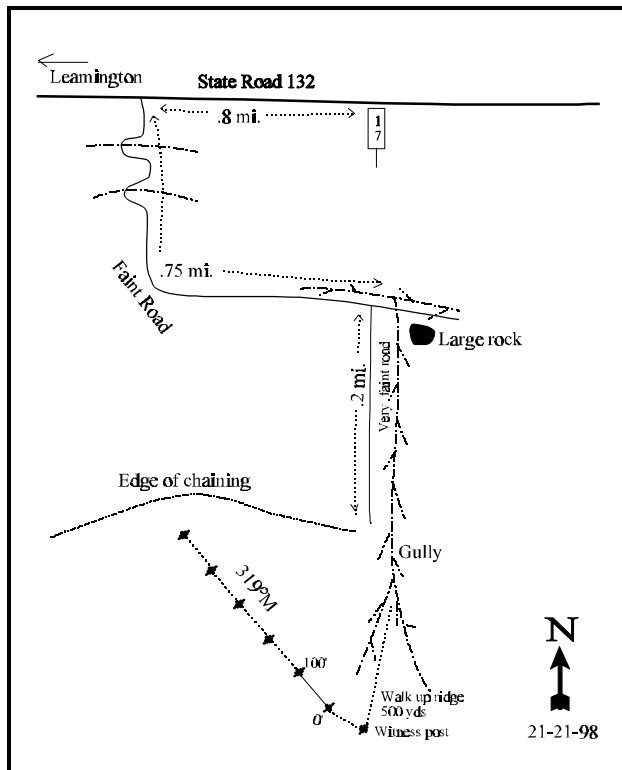 Leamington
State Road 132
.8 mi.
1
7
.75 mi.
Faint Road
Large rock
.2 mi.
Very faint road
Edge of chaining
Gully
319°M
100'
0'
Walk up ridge
500 yds
Witness post
N
21-21-98